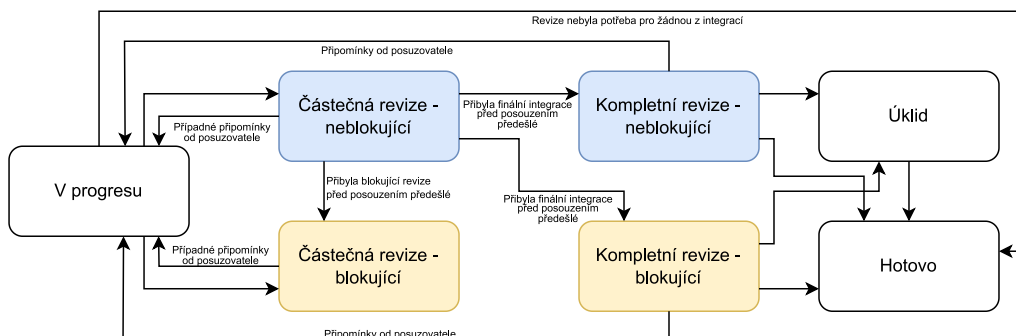 Revize nebyla potřeba pro žádnou z integrací
Připomínky od posuzovatele
Částečná revize -
neblokující
Přibyla finální integrace
před posouzením
předešlé
Kompletní revize -
neblokující
Úklid
Případné připomínky
od posuzovatele
V progresu
Přibyla blokující revize
před posouzením předešlé
Přibyla finální integrace
před posouzením
předešlé
Případné připomínky
od posuzovatele
Částečná revize -
blokující
Kompletní revize -
blokující
Hotovo
Připomínky od posuzovatele